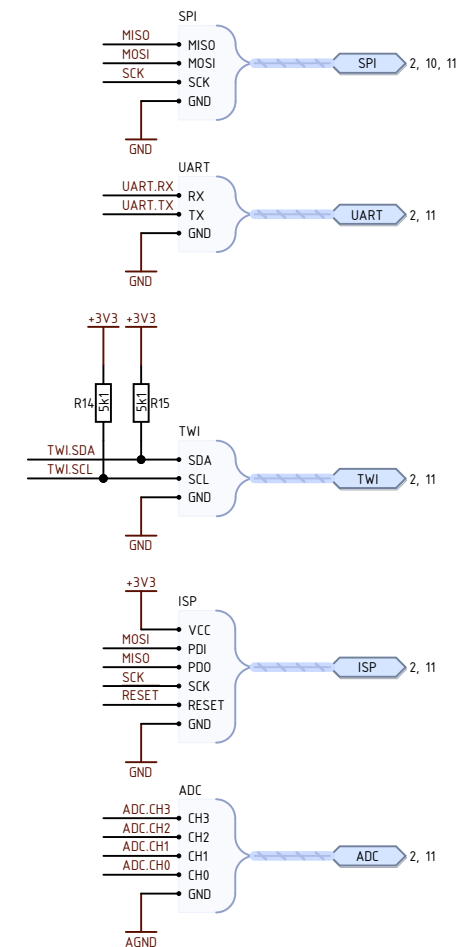 SPI
MISO
MISO
MOSI
MOSI
SPI
2, 10, 11
SCK
SCK
GND
GND
UART
UART.RX
RX
UART.TX
TX
UART
2, 11
GND
GND
+3V3
+3V3
R14
5k1
5k1
R15
TWI
TWI.SDA
SDA
TWI.SCL
SCL
TWI
2, 11
GND
GND
+3V3
ISP
VCC
MOSI
PDI
MISO
PDO
ISP
2, 11
SCK
SCK
RESET
RESET
GND
GND
ADC
ADC.CH3
CH3
ADC.CH2
CH2
ADC.CH1
CH1
ADC
2, 11
ADC.CH0
CH0
GND
AGND